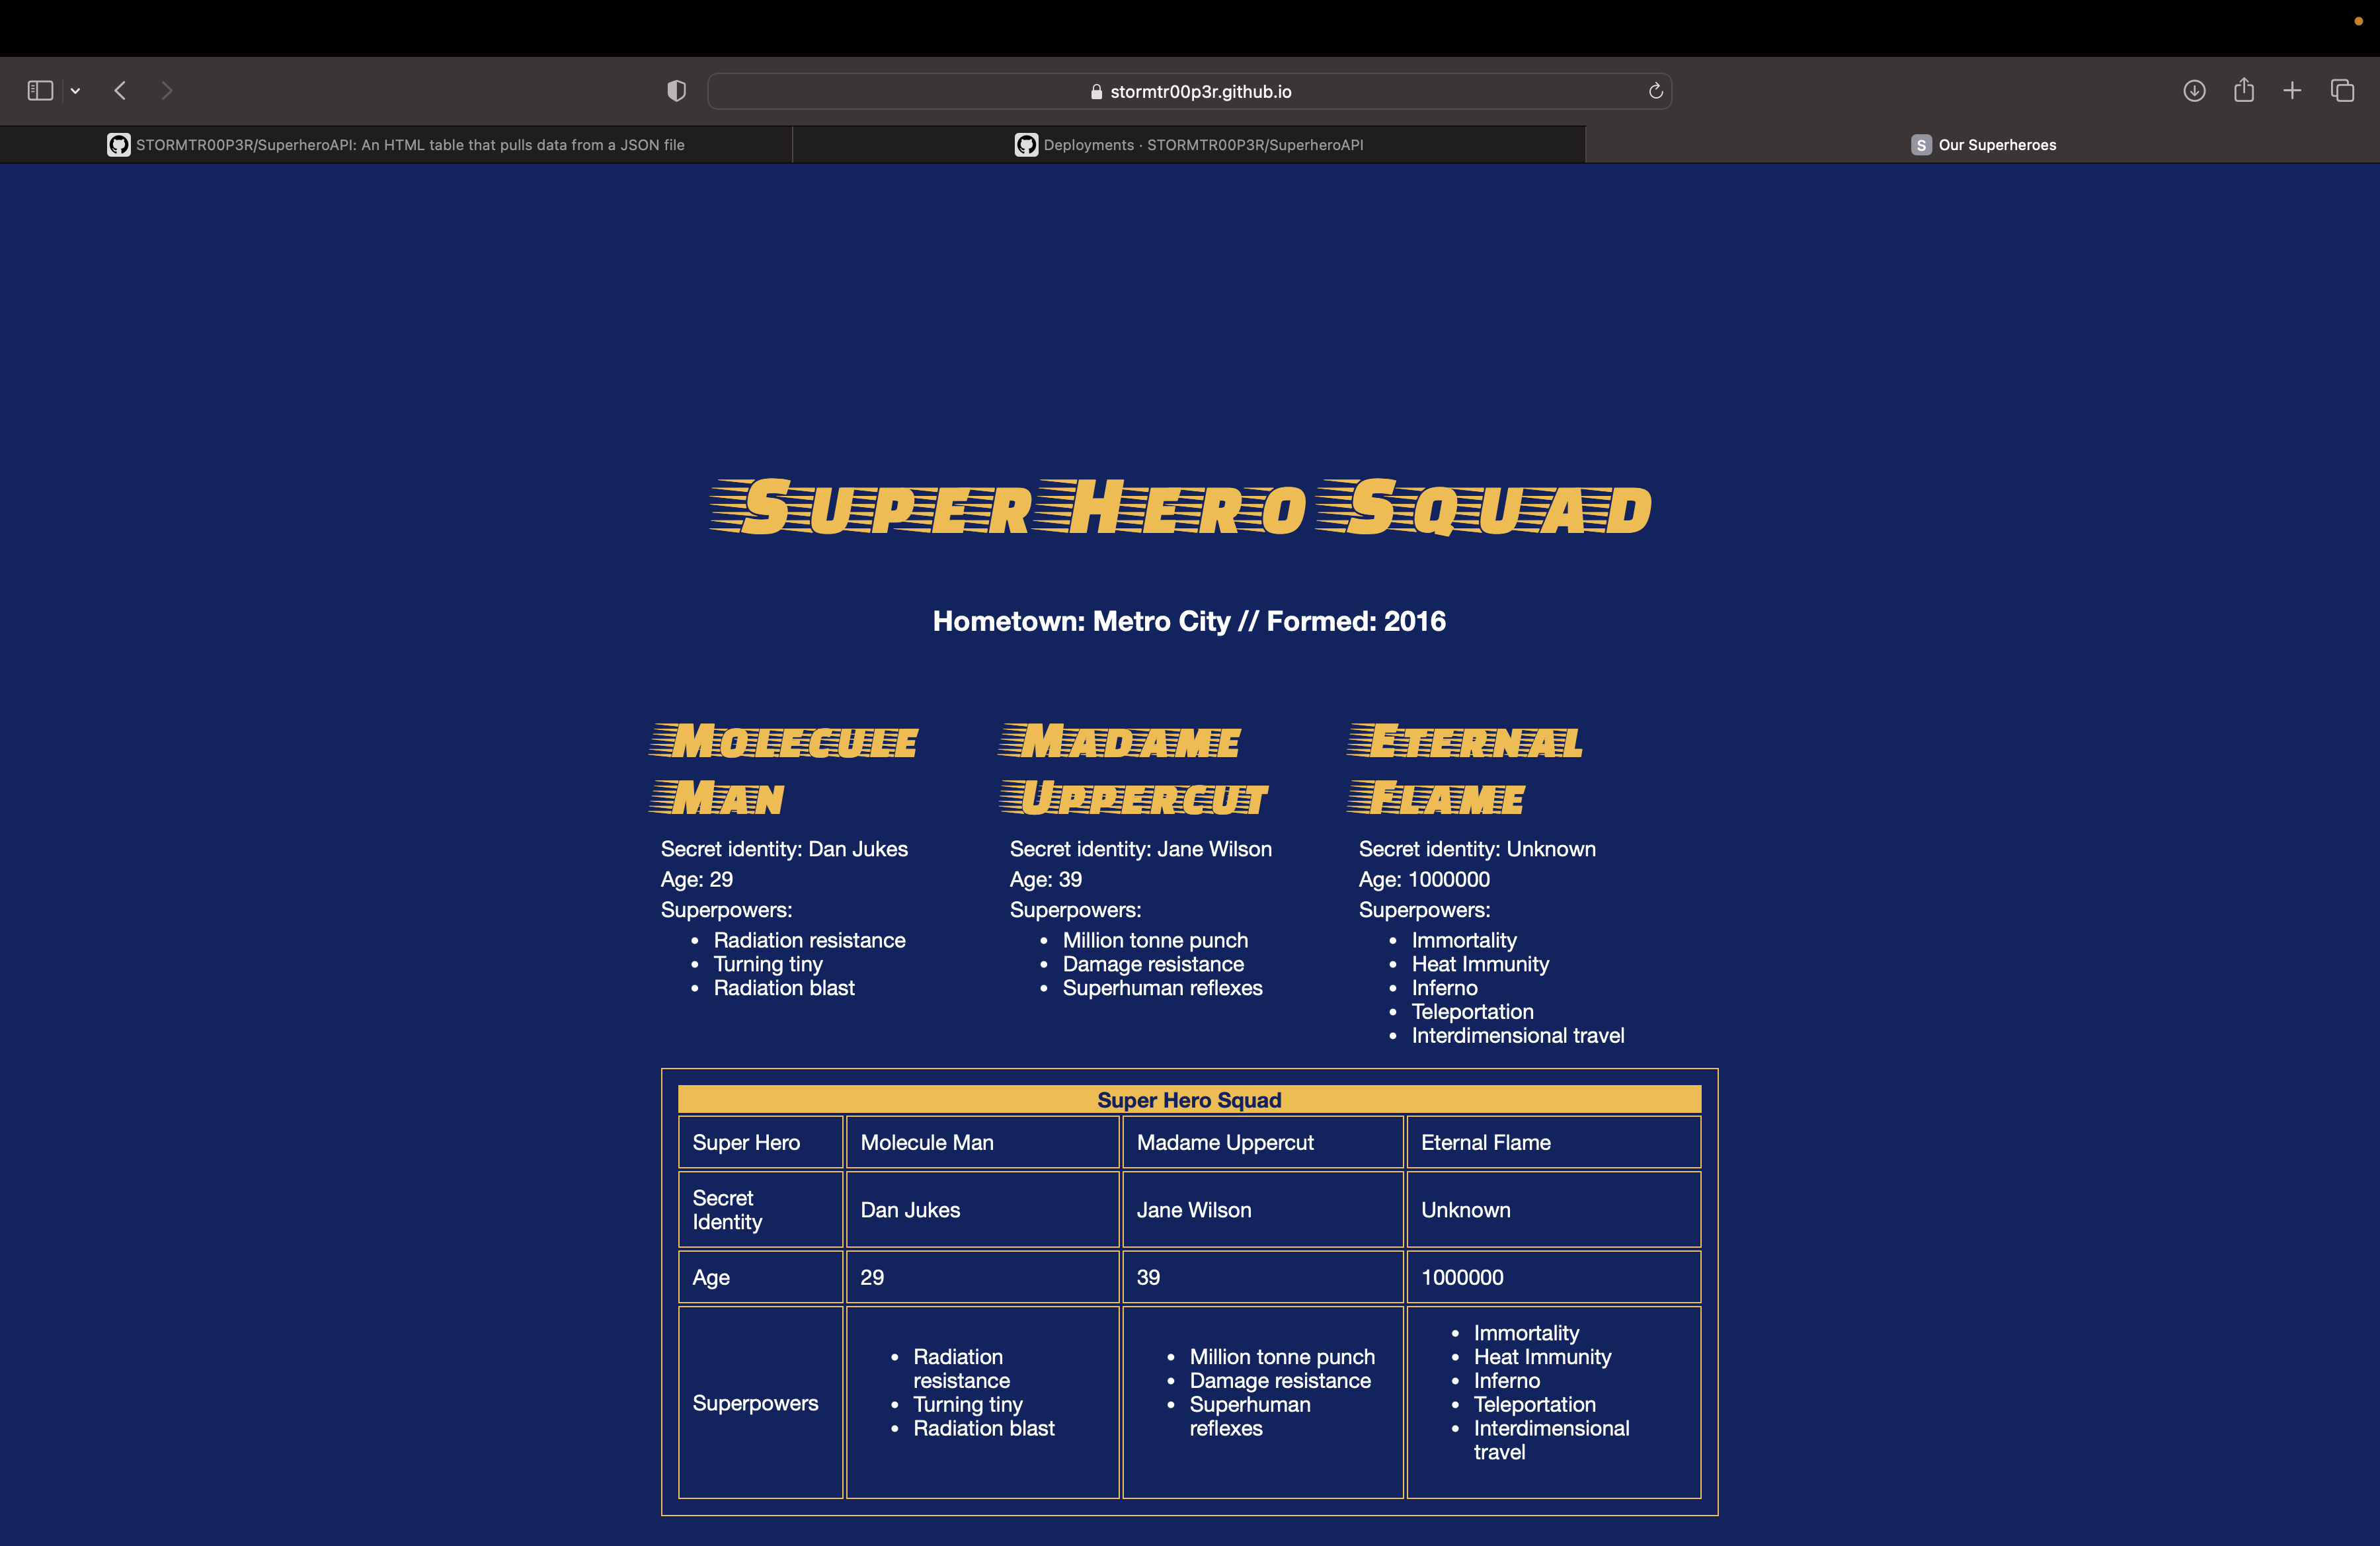 stormtr00p3r.github.io
STORMTR00P3R/SuperheroAPI: An HTML table that pulls data from a JSON file
Deployments · STORMTR00P3R/SuperheroAPI
S Our Superheroes
Super Hero Squad
Hometown: Metro City // Formed: 2016
Molecule
Man
Secret identity: Dan Jukes
Age: 29
Superpowers:
• Radiation resistance
• Turning tiny
• Radiation blast
Madame
Uppercut
Secret identity: Jane Wilson
Age: 39
Superpowers:
• Million tonne punch
• Damage resistance
• Superhuman reflexes
Eternal
Flame
Secret identity: Unknown
Age: 1000000
Superpowers:
• Immortality
• Heat Immunity
• Inferno
• Teleportation
• Interdimensional travel
Super Hero Squad
Super Hero
Molecule Man
Madame Uppercut
Eternal Flame
Secret
Identity
Dan Jukes
Jane Wilson
Unknown
Age
29
39
1000000
Superpowers
• Radiation
resistance
• Turning tiny
• Radiation blast
• Million tonne punch
• Damage resistance
• Superhuman
reflexes
• Immortality
• Heat Immunity
• Inferno
• Teleportation
• Interdimensional
travel